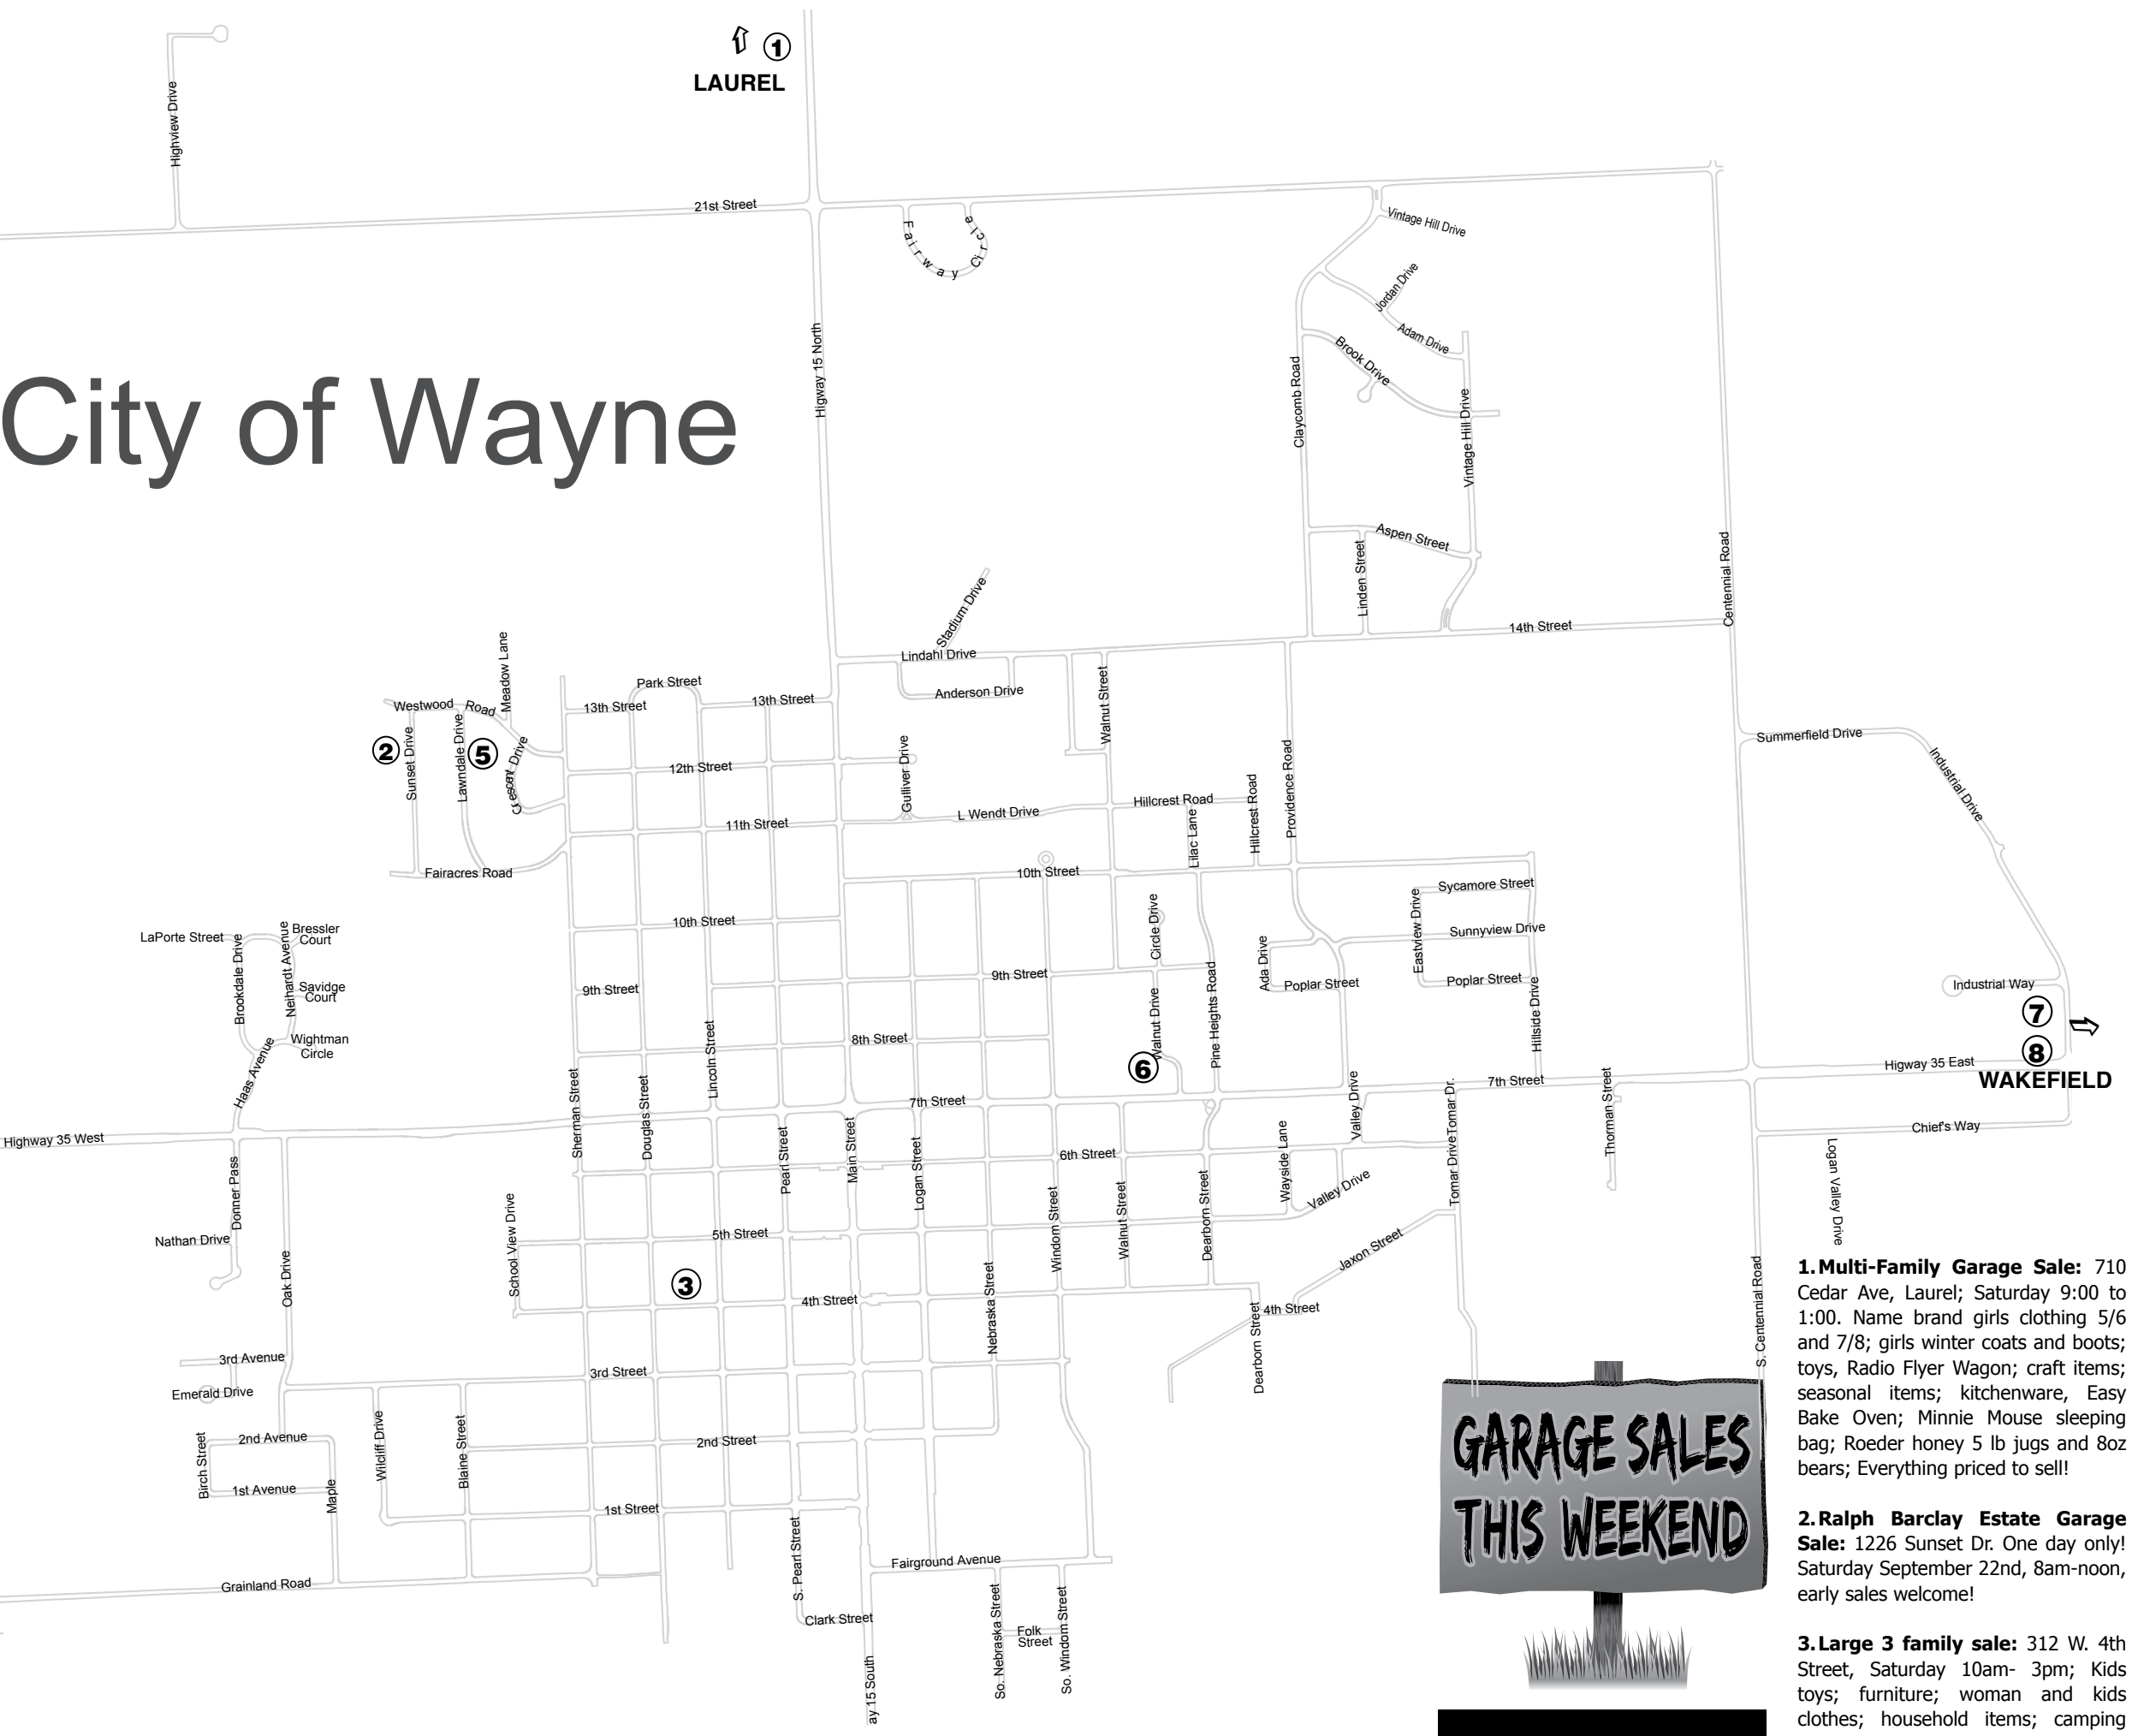 LAUREL
1
Highview Drive
21st Street
Fairway Circle
Vintage Hill Drive
Jordan Drive
Adam Drive
Brook Drive
Claycomb Road
Vintage Hill Drive
Higway 15 North
City of Wayne
Aspen Street
Linden Street
Centennial Road
14th Street
Stadium Drive
Lindahl Drive
Anderson Drive
Walnut Street
Meadow Lane
Park Street
Westwood Road
13th Street
13th Street
2
Sunset Drive
Lawndale Drive
5
Crescent Drive
12th Street
Gulliver Drive
Providence Road
Summerfield Drive
Industrial Drive
Hillcrest Road
Hillcrest Road
L Wendt Drive
11th Street
Lilac Lane
Fairacres Road
10th Street
Sycamore Street
10th Street
Circle Drive
Eastview Drive
Sunnyview Drive
LaPorte Street
Bressler
Court
Brookdale Drive
Neihardt Avenue
Savidge
Court
Ada Drive
9th Street
Poplar Street
Poplar Street
9th Street
Industrial Way
7
Pine Heights Road
Walnut Drive
Hillside Drive
Wightman
Circle
Haas Avenue
Lincoln Street
8th Street
6
8
Higway 35 East
WAKEFIELD
7th Street
7th Street
Sherman Street
Douglas Street
Valley Drive
Tomar Dr.
Thorman Street
Highway 35 West
Chief's Way
Pearl Street
Main Street
Logan Street
6th Street
Wayside Lane
Tomar Drive
Logan Valley Drive
Donner Pass
Valley Drive
School View Drive
Windom Street
Walnut Street
Dearborn Street
Nathan Drive
5th Street
Jaxon Street
Oak Drive
3
4th Street
Nebraska Street
4th Street
Dearborn Street
S. Centennial Road
3rd Avenue
3rd Street
Emerald Drive
Birch Street
2nd Avenue
Wilcliff Drive
Blaine Street
2nd Street
1st Avenue
Maple
1st Street
S. Pearl Street
Fairground Avenue
Grainland Road
Clark Street
So. Nebraska Street
Folk
Street
So. Windom Street
ay 15 South
GARAGE SALES
THIS WEEKEND
1. Multi-Family Garage Sale: 710
Cedar Ave, Laurel; Saturday 9:00 to
1:00. Name brand girls clothing 5/6
and 7/8; girls winter coats and boots;
toys, Radio Flyer Wagon; craft items;
seasonal items; kitchenware, Easy
Bake Oven; Minnie Mouse sleeping
bag; Roeder honey 5 lb jugs and 8oz
bears; Everything priced to sell!
2. Ralph Barclay Estate Garage
Sale: 1226 Sunset Dr. One day only!
Saturday September 22nd, 8am-noon,
early sales welcome!
3. Large 3 family sale: 312 W. 4th
Street, Saturday 10am- 3pm; Kids
toys; furniture; woman and kids
clothes; household items; camping